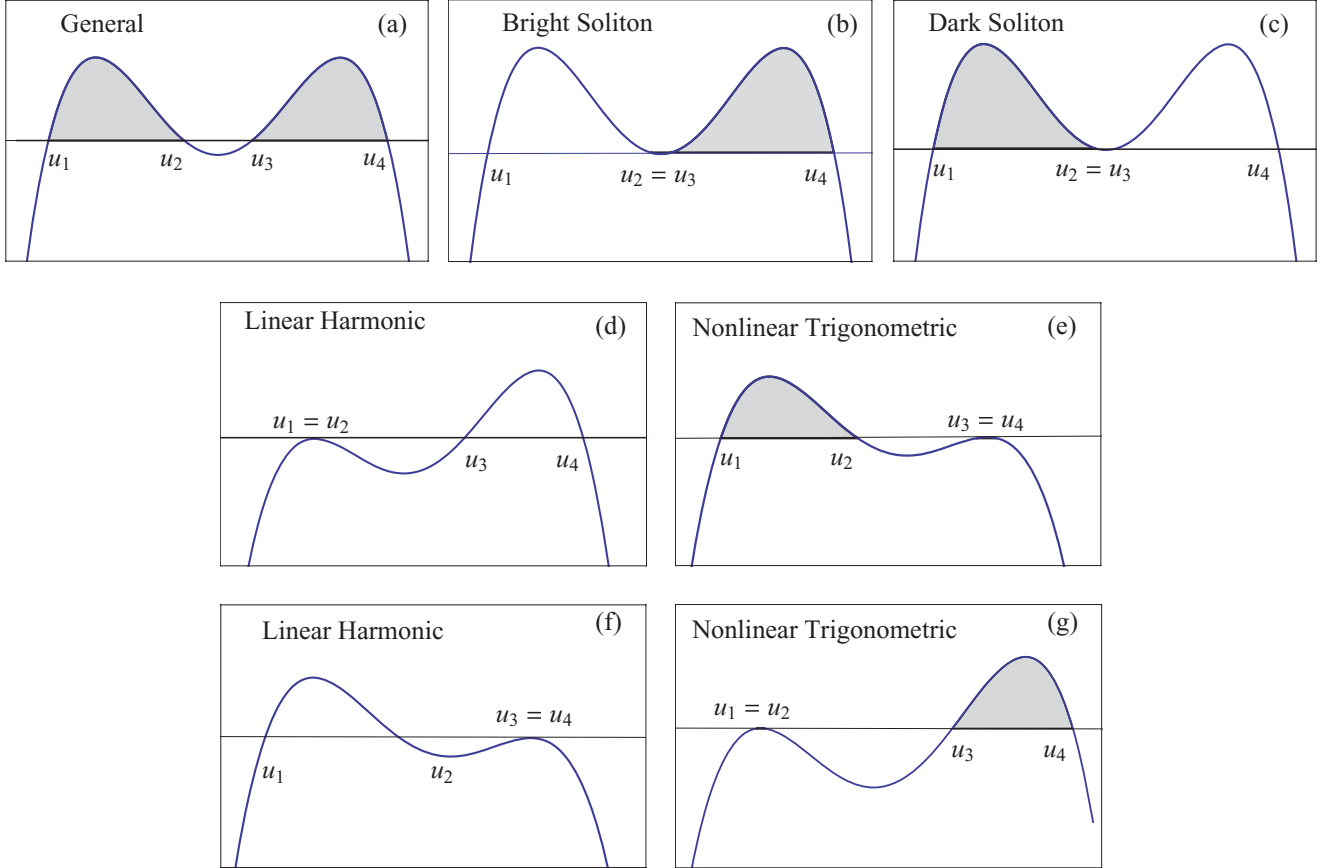 General (a)
u₁ u₂ u₃ u₄
Bright Soliton (b)
u₁ u₂ = u₃ u₄
Dark Soliton (c)
u₁ u₂ = u₃ u₄
Linear Harmonic (d)
u₁ = u₂
u₃ u₄
Nonlinear Trigonometric (e)
u₃ = u₄
u₁ u₂
Linear Harmonic (f)
u₃ = u₄
u₁ u₂
Nonlinear Trigonometric (g)
u₁ = u₂
u₃ u₄